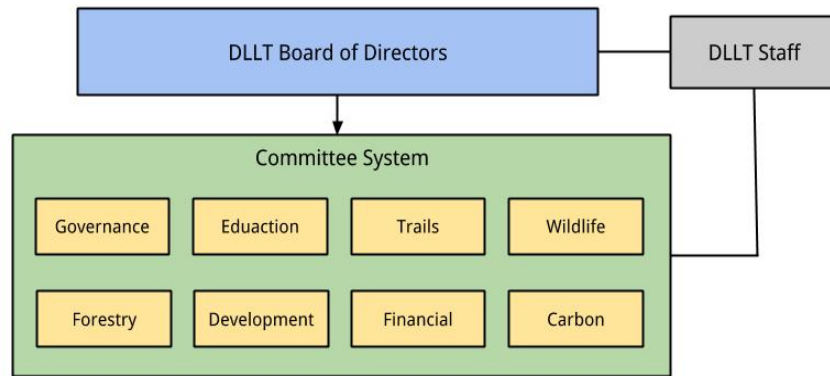 DLLT Board of Directors
DLLT Staff
Committee System
Governance
Eduaction
Trails
Wildlife
Forestry
Development
Financial
Carbon